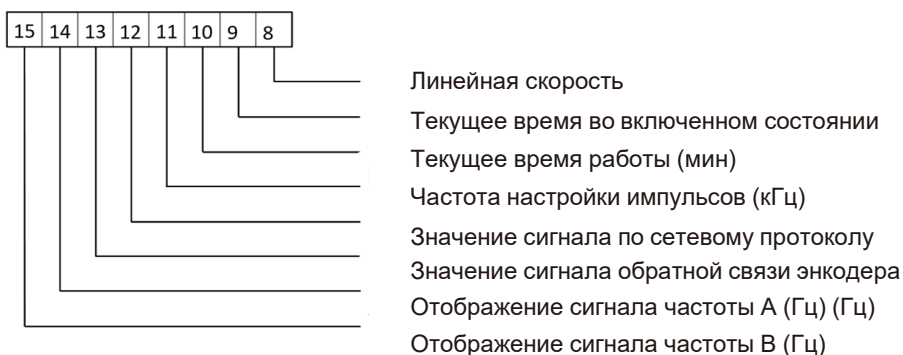 15 14 13 12 11 10 9 8
Линейная скорость
Текущее время во включенном состоянии
Текущее время работы (мин)
Частота настройки импульсов (кГц)
Значение сигнала по сетевому протоколу
Значение сигнала обратной связи энкодера
Отображение сигнала частоты А (Гц) (Гц)
Отображение сигнала частоты В (Гц)